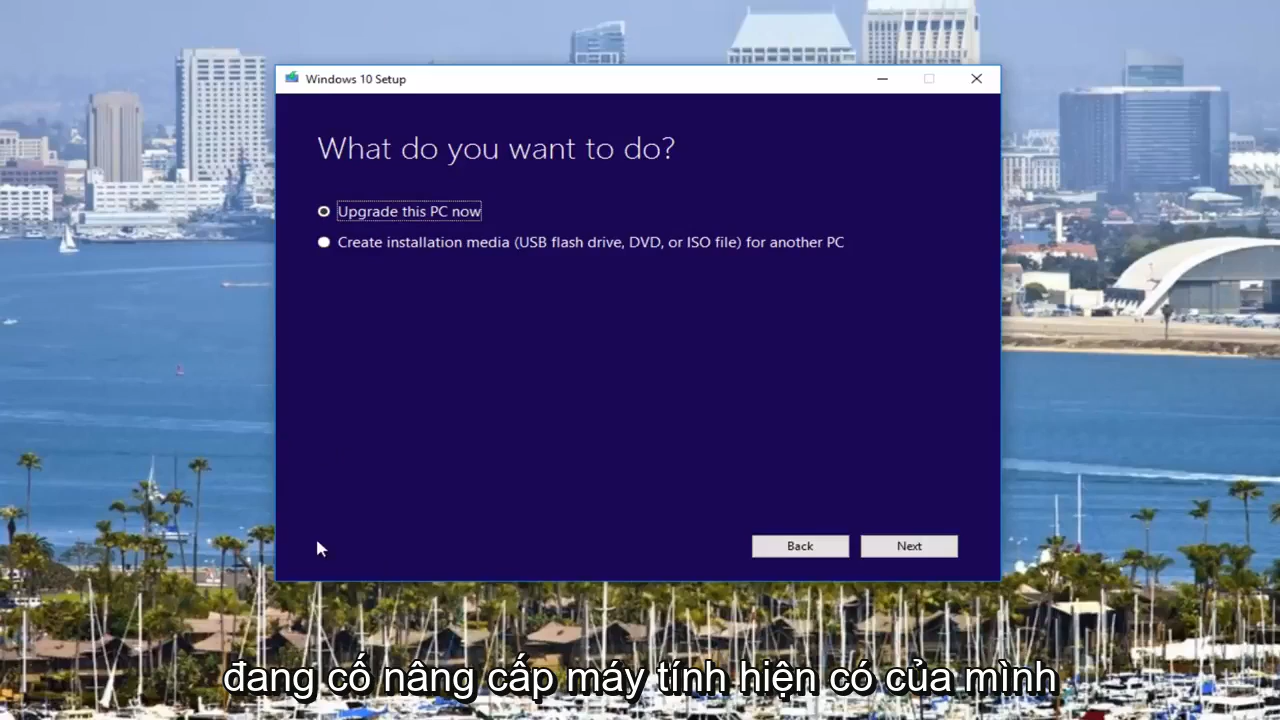 Windows 10 Setup
What do you want to do?
Upgrade this PC now
Create installation media (USB flash drive, DVD, or ISO file) for another PC
Back
Next
đang cố nâng cấp máy tính hiện có của mình